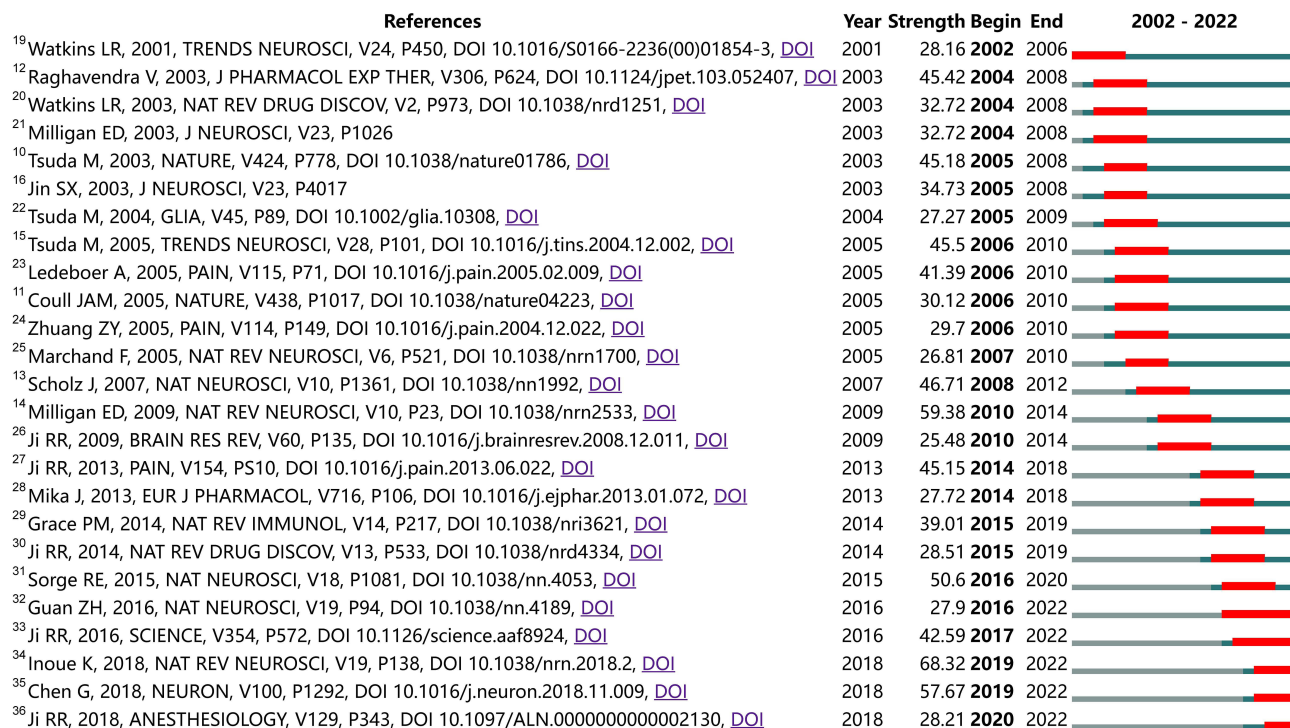 References Year Strength Begin End 2002 - 2022
19 Watkins LR, 2001, TRENDS NEUROSCI, V24, P450, DOI 10.1016/S0166-2236(00)01854-3, DOI 2001 28.16 2002 2006
12 Raghavendra V, 2003, J PHARMACOL EXP THER, V306, P624, DOI 10.1124/jpet.103.052407, DOI 2003 45.42 2004 2008
20 Watkins LR, 2003, NAT REV DRUG DISCOV, V2, P973, DOI 10.1038/nrd1251, DOI 2003 32.72 2004 2008
21 Milligan ED, 2003, J NEUROSCI, V23, P1026 2003 32.72 2004 2008
10 Tsuda M, 2003, NATURE, V424, P778, DOI 10.1038/nature01786, DOI 2003 45.18 2005 2008
16 Jin SX, 2003, J NEUROSCI, V23, P4017 2003 34.73 2005 2008
22 Tsuda M, 2004, GLIA, V45, P89, DOI 10.1002/glia.10308, DOI 2004 27.27 2005 2009
15 Tsuda M, 2005, TRENDS NEUROSCI, V28, P101, DOI 10.1016/j.tins.2004.12.002, DOI 2005 45.5 2006 2010
23 Ledeboer A, 2005, PAIN, V115, P71, DOI 10.1016/j.pain.2005.02.009, DOI 2005 41.39 2006 2010
11 Coull JAM, 2005, NATURE, V438, P1017, DOI 10.1038/nature04223, DOI 2005 30.12 2006 2010
24 Zhuang ZY, 2005, PAIN, V114, P149, DOI 10.1016/j.pain.2004.12.022, DOI 2005 29.7 2006 2010
25 Marchand F, 2005, NAT REV NEUROSCI, V6, P521, DOI 10.1038/nrn1700, DOI 2005 26.81 2007 2010
13 Scholz J, 2007, NAT NEUROSCI, V10, P1361, DOI 10.1038/nn1992, DOI 2007 46.71 2008 2012
14 Milligan ED, 2009, NAT REV NEUROSCI, V10, P23, DOI 10.1038/nrn2533, DOI 2009 59.38 2010 2014
26 Ji RR, 2009, BRAIN RES REV, V60, P135, DOI 10.1016/j.brainresrev.2008.12.011, DOI 2009 25.48 2010 2014
27 Ji RR, 2013, PAIN, V154, PS10, DOI 10.1016/j.pain.2013.06.022, DOI 2013 45.15 2014 2018
28 Mika J, 2013, EUR J PHARMACOL, V716, P106, DOI 10.1016/j.ejphar.2013.01.072, DOI 2013 27.72 2014 2018
29 Grace PM, 2014, NAT REV IMMUNOL, V14, P217, DOI 10.1038/nri3621, DOI 2014 39.01 2015 2019
30 Ji RR, 2014, NAT REV DRUG DISCOV, V13, P533, DOI 10.1038/nrd4334, DOI 2014 28.51 2015 2019
31 Sorge RE, 2015, NAT NEUROSCI, V18, P1081, DOI 10.1038/nn.4053, DOI 2015 50.6 2016 2020
32 Guan ZH, 2016, NAT NEUROSCI, V19, P94, DOI 10.1038/nn.4189, DOI 2016 27.9 2016 2022
33 Ji RR, 2016, SCIENCE, V354, P572, DOI 10.1126/science.aaf8924, DOI 2016 42.59 2017 2022
34 Inoue K, 2018, NAT REV NEUROSCI, V19, P138, DOI 10.1038/nrn.2018.2, DOI 2018 68.32 2019 2022
35 Chen G, 2018, NEURON, V100, P1292, DOI 10.1016/j.neuron.2018.11.009, DOI 2018 57.67 2019 2022
36 Ji RR, 2018, ANESTHESIOLOGY, V129, P343, DOI 10.1097/ALN.0000000000002130, DOI 2018 28.21 2020 2022